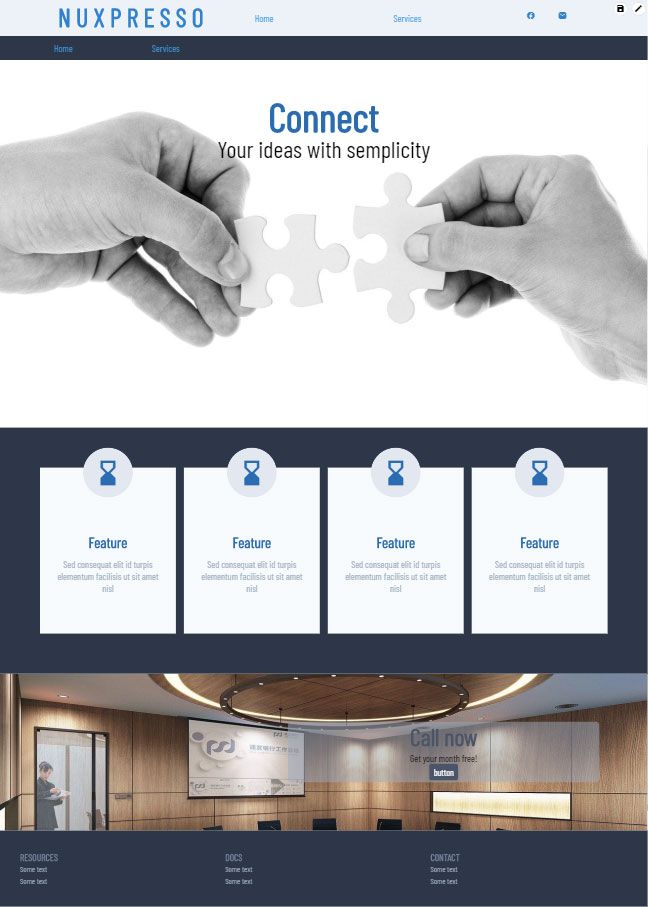 NUXPRESSO
Home
Services
Home
Services
Connect
Your ideas with semplicity
Feature
Sed consequat elit id turpis
elementum facilisis ut sit amet
nisl
Feature
Sed consequat elit id turpis
elementum facilisis ut sit amet
nisl
Feature
Sed consequat elit id turpis
elementum facilisis ut sit amet
nisl
Feature
Sed consequat elit id turpis
elementum facilisis ut sit amet
nisl
psd
Call now
Get your month free!
button
RESOURCES
Some text
Some text
DOCS
Some text
Some text
CONTACT
Some text
Some text